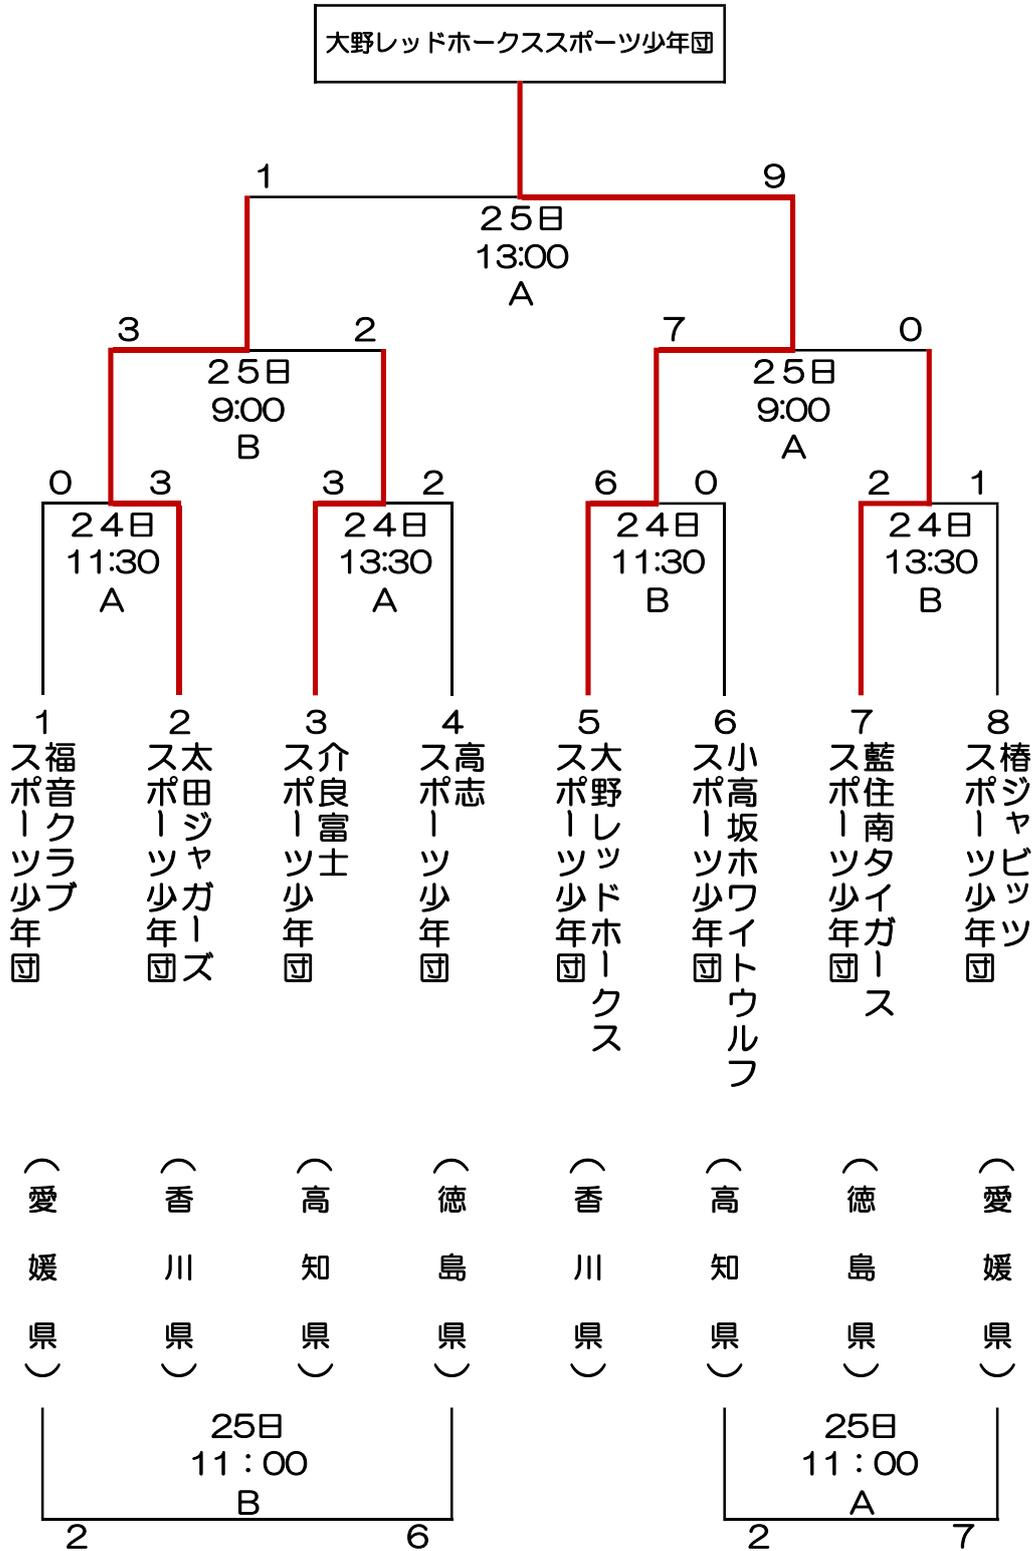 大野レッドホークススポーツ少年団
1
9
25日
13:00
A
3
2
7
0
25日
9:00
B
25日
9:00
A
0
3
3
2
6
0
2
1
24日
11:30
A
24日
13:30
A
24日
11:30
B
24日
13:30
B
1
福音クラブ
スポーツ少年団
2
太田ジャガーズ
スポーツ少年団
3
介良富士
スポーツ少年団
4
高志
スポーツ少年団
5
大野レッドホークス
スポーツ少年団
6
小高坂ホワイトウルフ
スポーツ少年団
7
藍住南タイガース
スポーツ少年団
8
椿ジャビッツ
スポーツ少年団
（愛媛県）
（香川県）
（高知県）
（徳島県）
（香川県）
（高知県）
（徳島県）
（愛媛県）
25日
11：00
B
2
6
25日
11：00
A
2
7